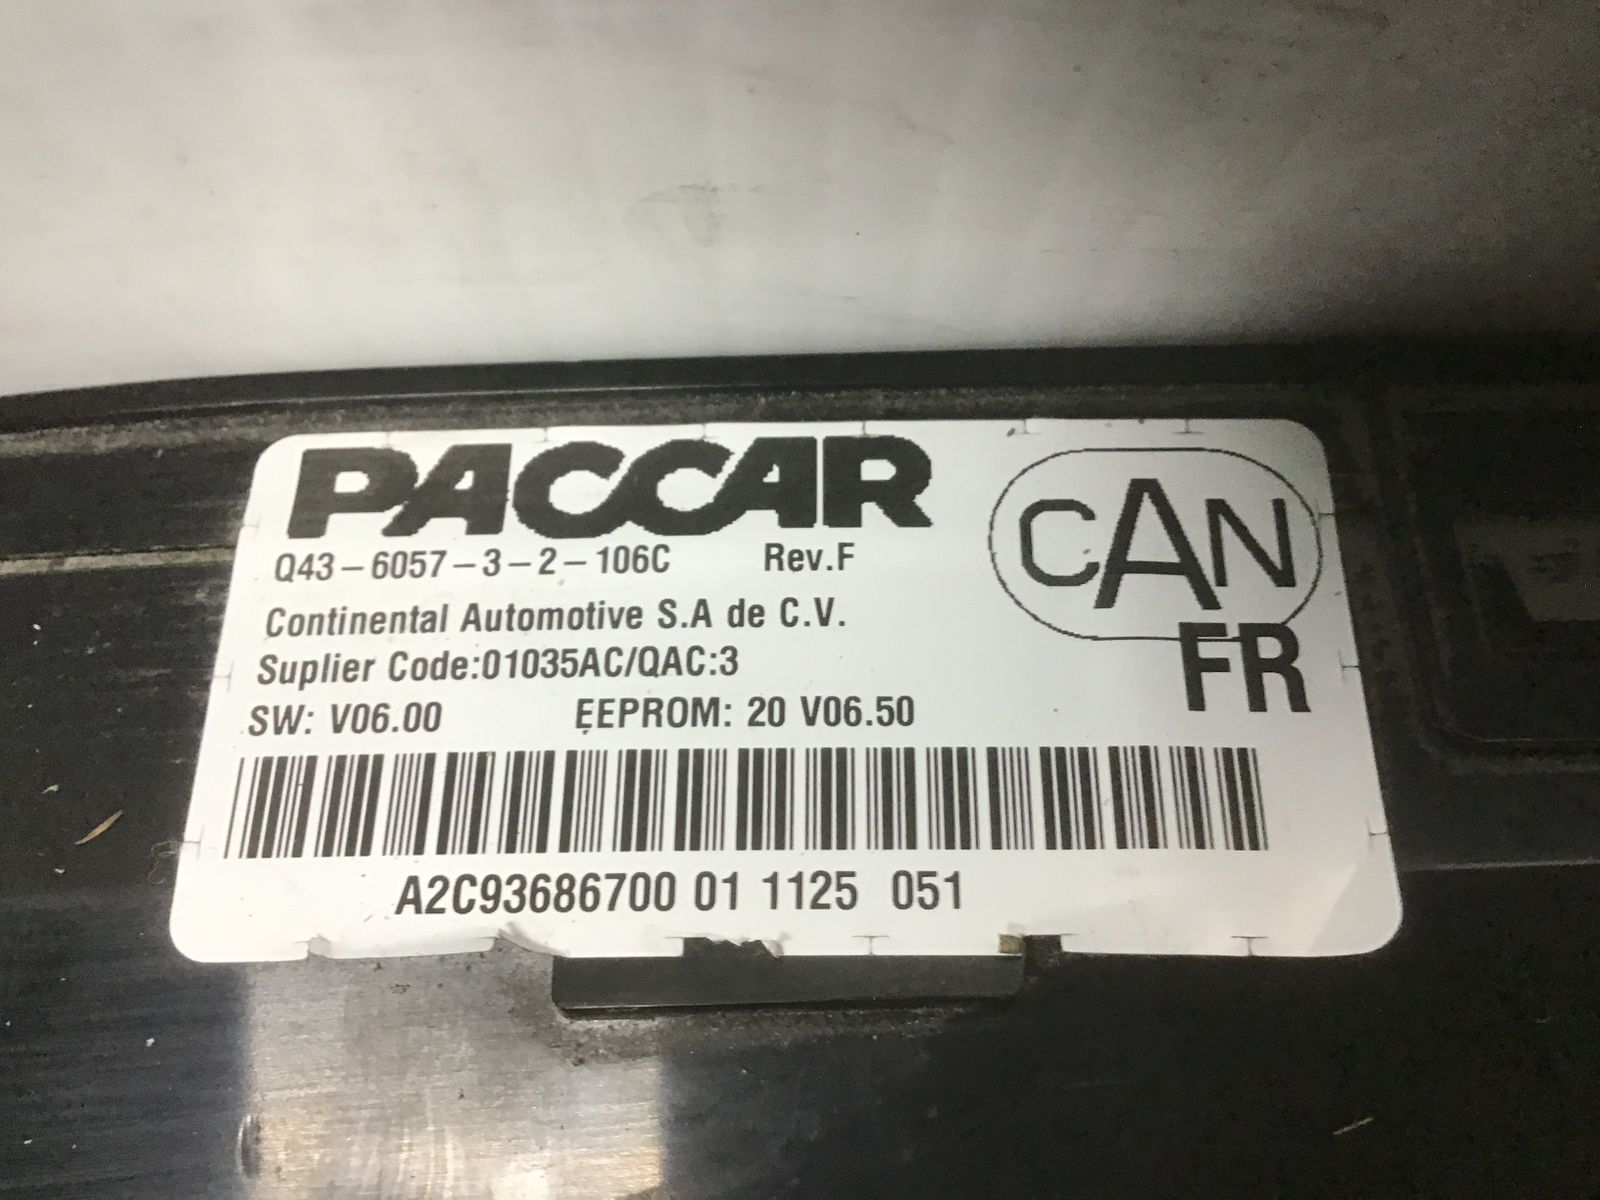 PACCAR
CAN
Q43-6057-3-2-106C Rev.F
Continental Automotive S.A de C.V.
Suplier Code:01035AC/QAC:3
FR
SW: V06.00 EEPROM: 20 V06.50
A2C93686700 01 1125 051